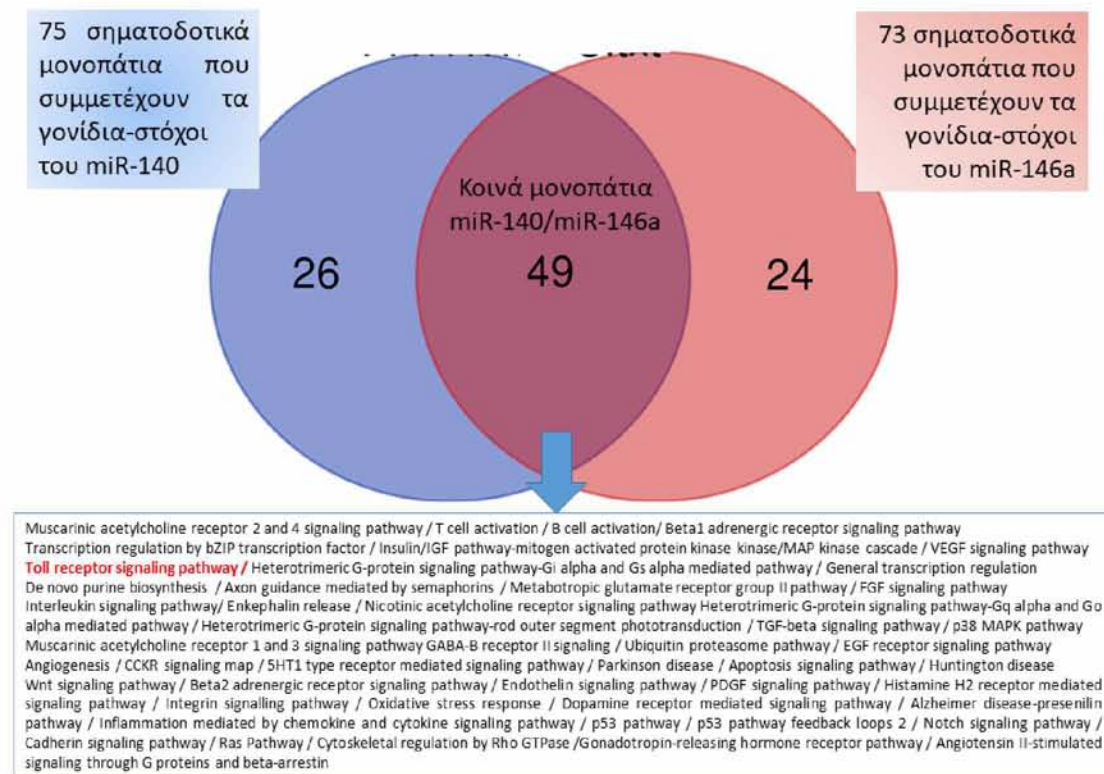 75 σηματοδοτικά
μονοπάτια που
συμμετέχουν τα
γονίδια-στόχοι
του miR-140
73 σηματοδοτικά
μονοπάτια που
συμμετέχουν τα
γονίδια-στόχοι
του miR-146a
Κοινά μονοπάτια
miR-140/miR-146a
26
49
24
Muscarinic acetylcholine receptor 2 and 4 signaling pathway / T cell activation / B cell activation/ Beta1 adrenergic receptor signaling pathway
Transcription regulation by bZIP transcription factor / Insulin/IGF pathway-mitogen activated protein kinase kinase/MAP kinase cascade / VEGF signaling pathway
Toll receptor signaling pathway / Heterotrimeric G-protein signaling pathway-Gi alpha and Gs alpha mediated pathway / General transcription regulation
De novo purine biosynthesis / Axon guidance mediated by semaphorins / Metabotropic glutamate receptor group II pathway / FGF signaling pathway
Interleukin signaling pathway/ Enkephalin release / Nicotinic acetylcholine receptor signaling pathway Heterotrimeric G-protein signaling pathway-Gq alpha and Go
alpha mediated pathway / Heterotrimeric G-protein signaling pathway-rod outer segment phototransduction / TGF-beta signaling pathway / p38 MAPK pathway
Muscarinic acetylcholine receptor 1 and 3 signaling pathway GABA-B receptor II signaling / Ubiquitin proteasome pathway / EGF receptor signaling pathway
Angiogenesis / CCKR signaling map / 5HT1 type receptor mediated signaling pathway / Parkinson disease / Apoptosis signaling pathway / Huntington disease
Wnt signaling pathway / Beta2 adrenergic receptor signaling pathway / Endothelin signaling pathway / PDGF signaling pathway / Histamine H2 receptor mediated
signaling pathway / Integrin signalling pathway / Oxidative stress response / Dopamine receptor mediated signaling pathway / Alzheimer disease-presenilin
pathway / Inflammation mediated by chemokine and cytokine signaling pathway / p53 pathway / p53 pathway feedback loops 2 / Notch signaling pathway /
Cadherin signaling pathway / Ras Pathway / Cytoskeletal regulation by Rho GTPase /Gonadotropin-releasing hormone receptor pathway / Angiotensin II-stimulated
signaling through G proteins and beta-arrestin